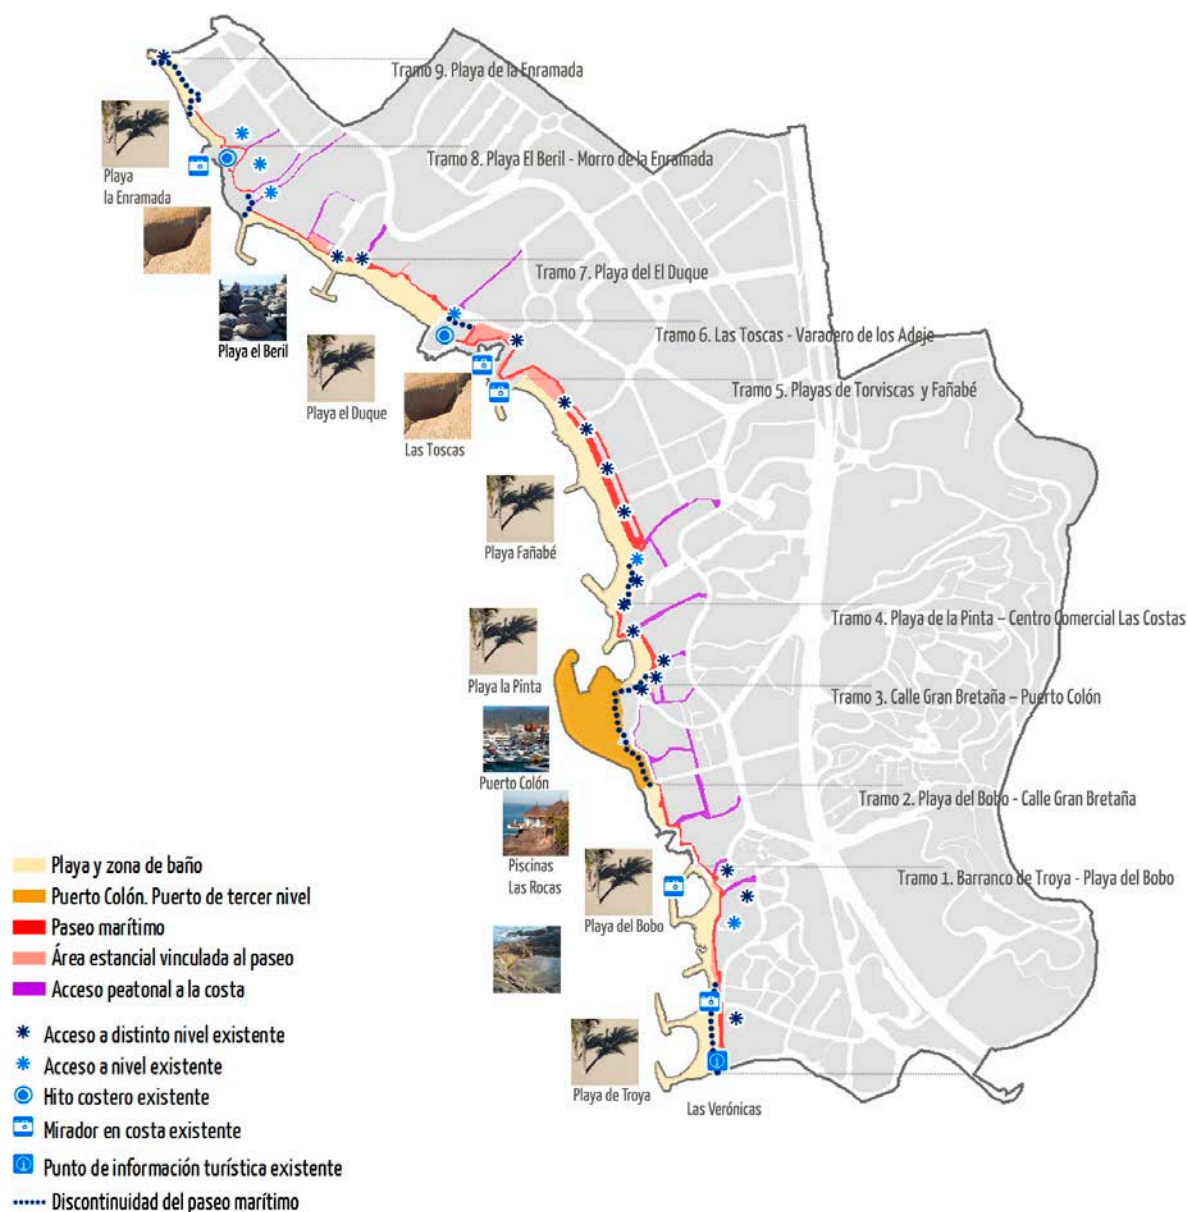 Tramo 9. Playa de la Enramada
Tramo 8. Playa El Beril - Morro de la Enramada
Playa
la Enramada
Tramo 7. Playa del El Duque
Tramo 6. Las Toscas - Varadero de los Adeje
Playa el Beril
Tramo 5. Playas de Torviscas y Fañabé
Playa el Duque
Las Toscas
Playa Fañabé
Tramo 4. Playa de la Pinta – Centro Comercial Las Costas
Playa la Pinta
Tramo 3. Calle Gran Bretaña – Puerto Colón
Puerto Colón
Tramo 2. Playa del Bobo - Calle Gran Bretaña
Piscinas
Las Rocas
Tramo 1. Barranco de Troya - Playa del Bobo
Playa del Bobo
Playa de Troya
Las Verónicas
Playa y zona de baño
Puerto Colón. Puerto de tercer nivel
Paseo marítimo
Área estancial vinculada al paseo
Acceso peatonal a la costa
Acceso a distinto nivel existente
Acceso a nivel existente
Hito costero existente
Mirador en costa existente
Punto de información turística existente
Discontinuidad del paseo marítimo